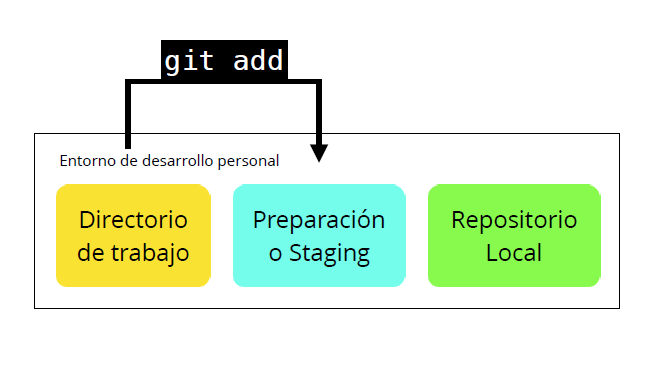 git add
Entorno de desarrollo personal
Directorio
de trabajo
Preparación
o Staging
Repositorio
Local